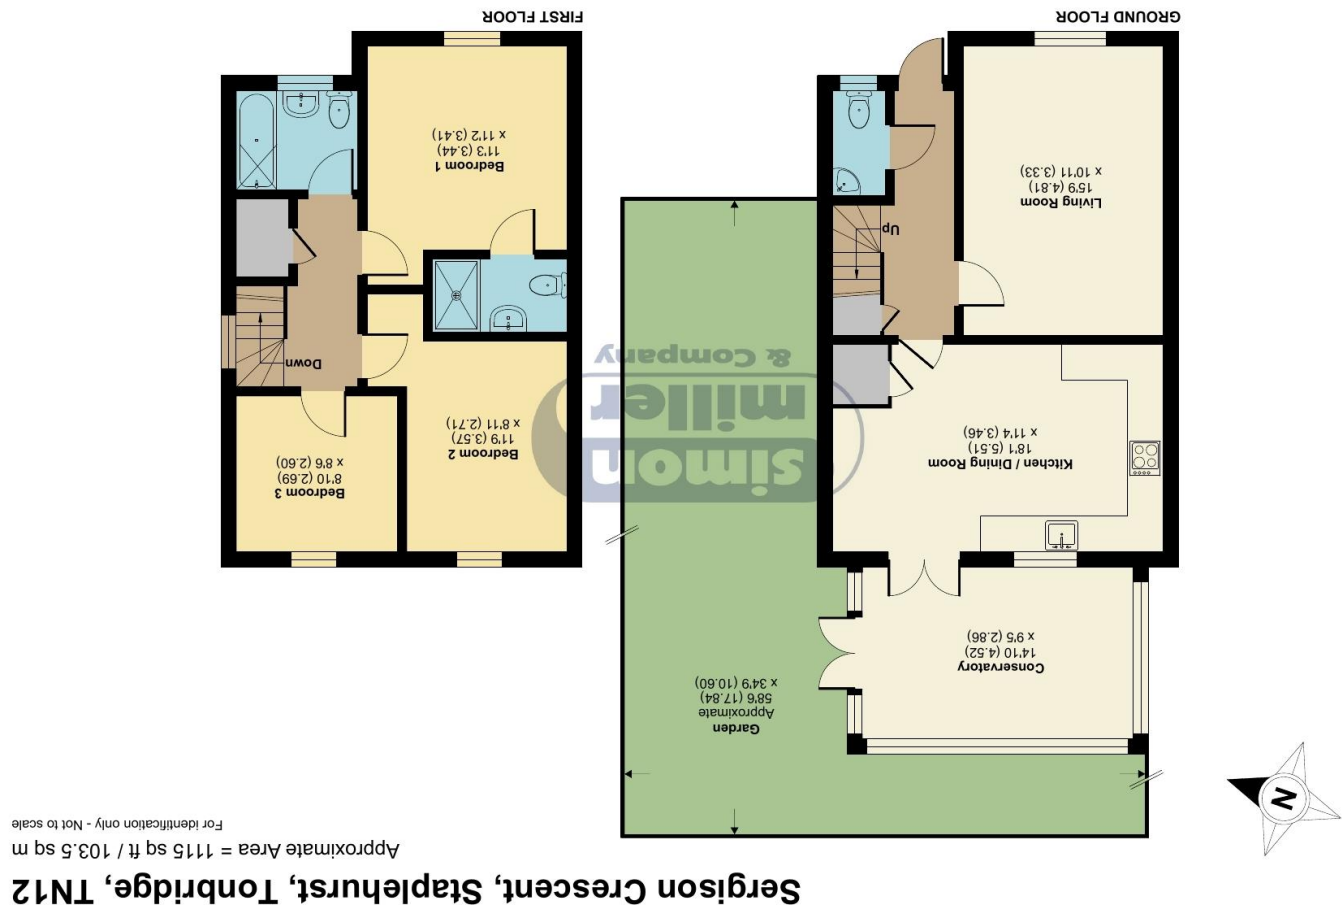 Sergison Crescent, Staplehurst, Tonbridge, TN12
Approximate Area = 1115 sq ft / 103.5 sq m
For identification only - Not to scale
N
Garden
Approximate
58'6 (17.84)
x 34'9 (10.60)
Conservatory
14'10 (4.52)
x 9'5 (2.86)
Kitchen / Dining Room
18'1 (5.51)
x 11'4 (3.46)
Up
Living Room
15'9 (4.81)
x 10'11 (3.33)
GROUND FLOOR
Bedroom 3
8'10 (2.69)
x 8'6 (2.60)
Bedroom 2
11'9 (3.57)
x 8'11 (2.71)
Down
Bedroom 1
11'3 (3.44)
x 11'2 (3.41)
FIRST FLOOR
simon
miller
& Company